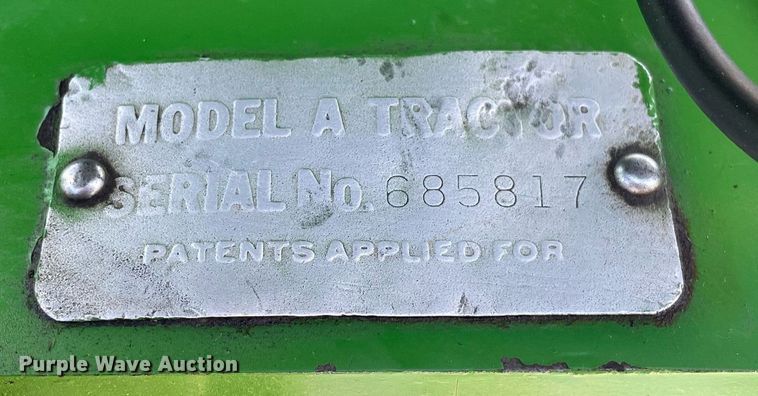 MODEL A TRACTOR
SERIAL No. 685817
PATENTS APPLIED FOR
Purple Wave Auction